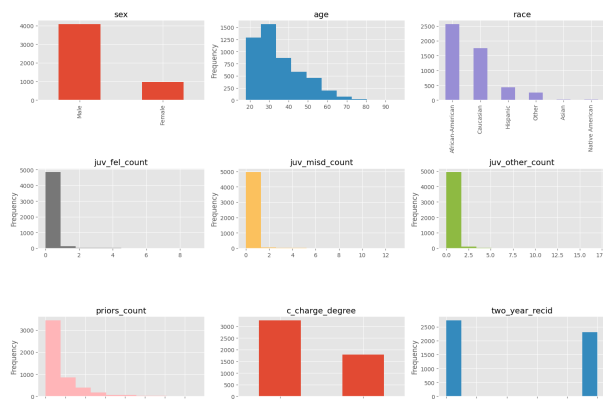 sex
age
race
4000
3000
2000
1000
0
Male
Female
Frequency
1500
1250
1000
750
500
250
0
20 30 40 50 60 70 80 90
2500
2000
1500
1000
500
0
African-American
Caucasian
Hispanic
Other
Asian
Native American
juv_fel_count
juv_misd_count
juv_other_count
Frequency
5000
4000
3000
2000
1000
0
0 2 4 6 8
Frequency
5000
4000
3000
2000
1000
0
0 2 4 6 8 10 12
Frequency
5000
4000
3000
2000
1000
0
0.0 2.5 5.0 7.5 10.0 12.5 15.0 17
priors_count
c_charge_degree
two_year_recid
Frequency
3000
2000
1000
0
3000
2500
2000
1500
1000
500
0
Frequency
2500
2000
1500
1000
500
0